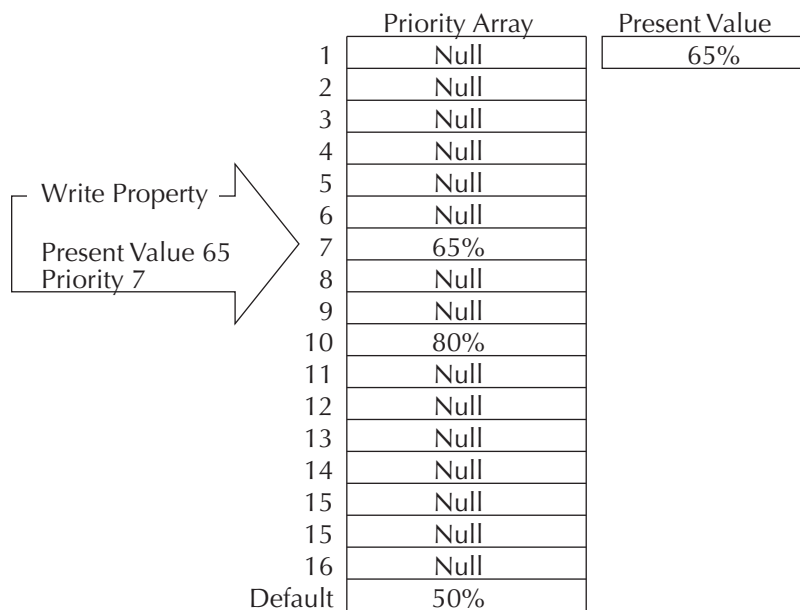 Priority Array Present Value
1 Null 65%
2 Null
3 Null
4 Null
5 Null
6 Null
7 65%
8 Null
9 Null
10 80%
11 Null
12 Null
13 Null
14 Null
15 Null
15 Null
16 Null
Default 50%
Write Property
Present Value 65
Priority 7